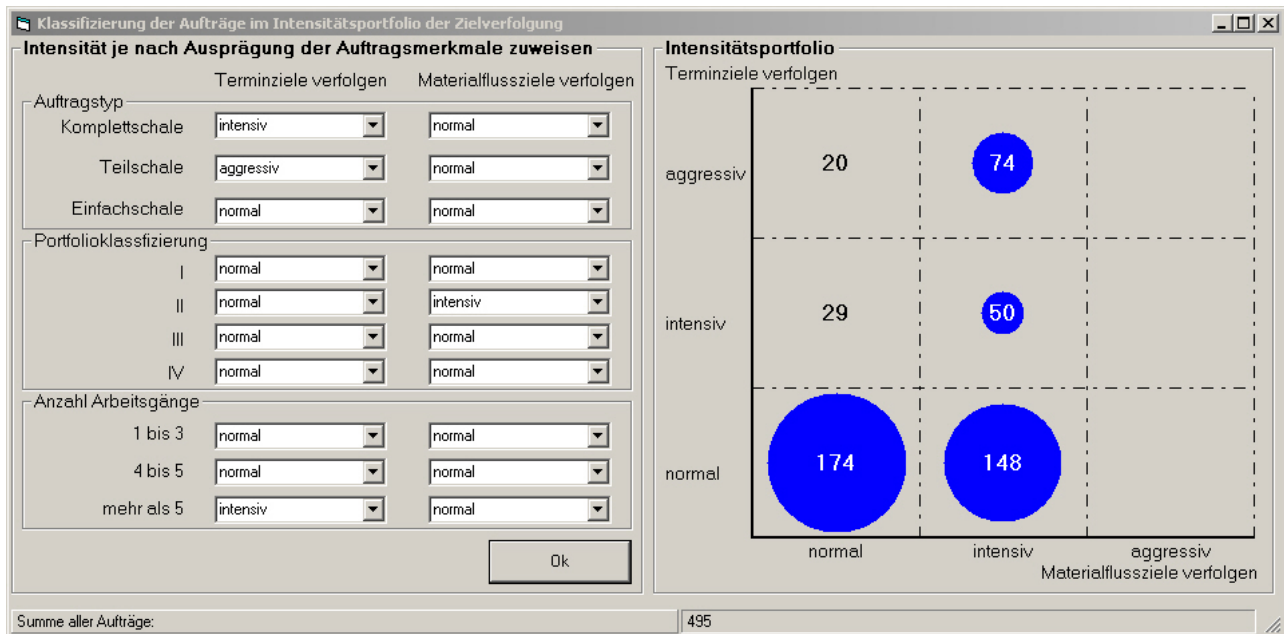 Klassifizierung der Aufträge im Intensitätsportfolio der Zielverfolgung
Intensität je nach Ausprägung der Auftragsmerkmale zuweisen
Terminziele verfolgen Materialflussziele verfolgen
Auftragstyp
Komplettschale intensiv normal
Teilschale aggressiv normal
Einfachschale normal normal
Portfolioklassfizierung
I normal normal
II normal intensiv
III normal normal
IV normal normal
Anzahl Arbeitsgänge
1 bis 3 normal normal
4 bis 5 normal normal
mehr als 5 intensiv normal
Ok
Intensitätsportfolio
Terminziele verfolgen
aggressiv 20 74
intensiv 29 50
normal 174 148
normal intensiv aggressiv
Materialflussziele verfolgen
Summe aller Aufträge: 495